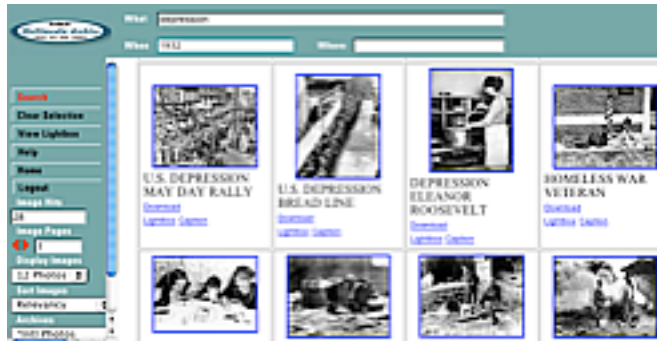 What
depression
When
1932
Where
Multimedia Archive
Search
Clear Selection
View Lightbox
Help
Home
Logout
Image Hits
28
Image Pages
1
Display Images
12 Photos
Sort Images
Relevancy
Archives
U.S. DEPRESSION
MAY DAY RALLY
Download
Lightbox Caption
U.S. DEPRESSION
BREAD LINE
Download
Lightbox Caption
DEPRESSION
ELEANOR
ROOSEVELT
Download
Lightbox Caption
HOMELESS WAR
VETERAN
Download
Lightbox Caption